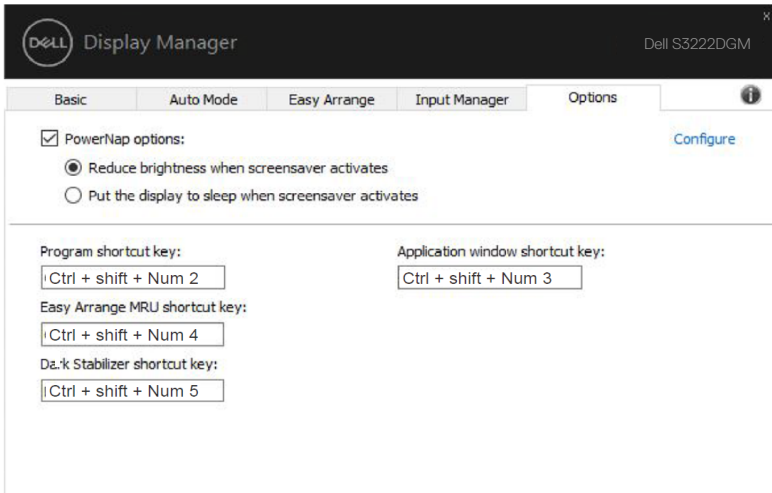 X
DELL Display Manager
Dell S3222DGM
Basic Auto Mode Easy Arrange Input Manager Options
PowerNap options:
Configure
Reduce brightness when screensaver activates
Put the display to sleep when screensaver activates
Program shortcut key:
Application window shortcut key:
Ctrl + shift + Num 2
Ctrl + shift + Num 3
Easy Arrange MRU shortcut key:
Ctrl + shift + Num 4
Dark Stabilizer shortcut key:
Ctrl + shift + Num 5